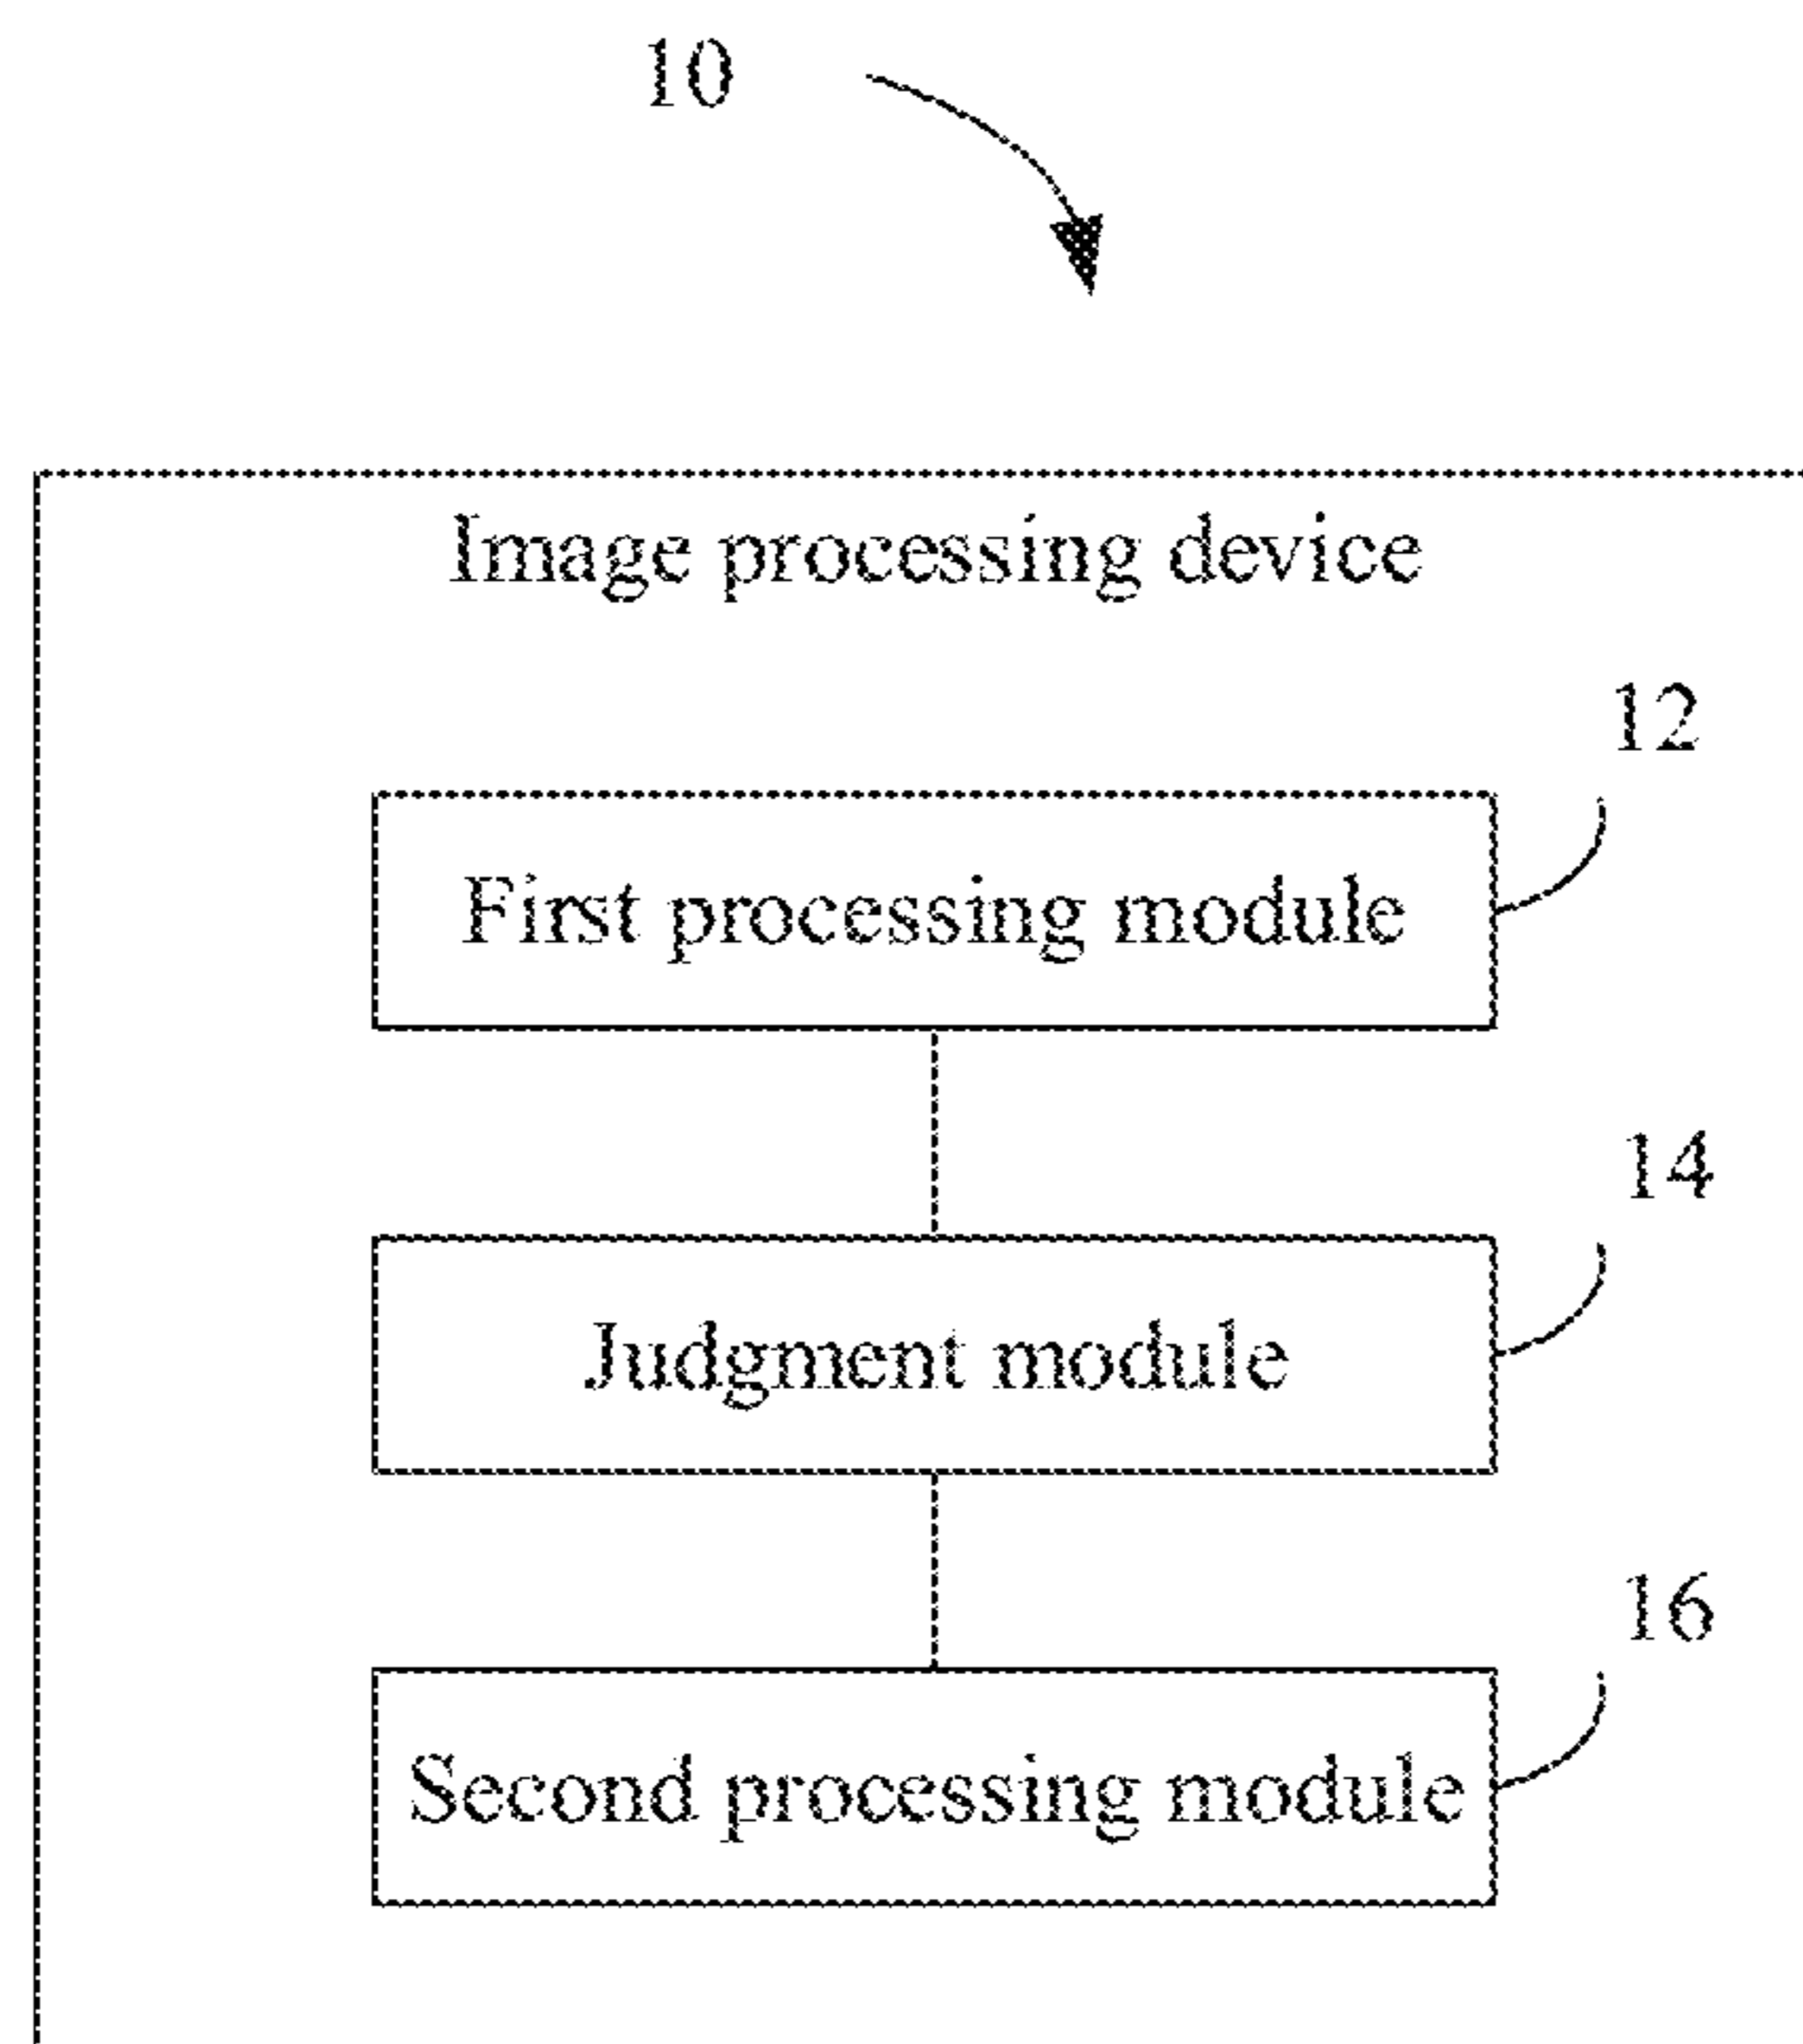 10
Image processing device
12
First processing module
14
Judgment module
16
Second processing module